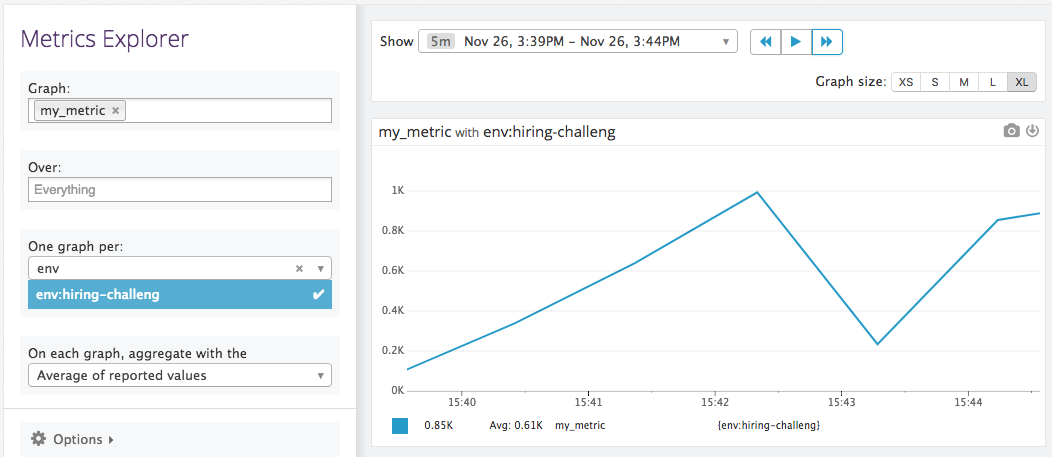 Metrics Explorer
Graph:
my_metric ×
Over:
Everything
One graph per:
env × ▼
env:hiring-challeng ✔
On each graph, aggregate with the
Average of reported values ▼
Options ▸
Show 5m Nov 26, 3:39PM – Nov 26, 3:44PM ▼
Graph size: XS S M L XL
my_metric with env:hiring-challeng
1K
0.8K
0.6K
0.4K
0.2K
0K
15:40 15:41 15:42 15:43 15:44
0.85K Avg: 0.61K my_metric {env:hiring-challeng}